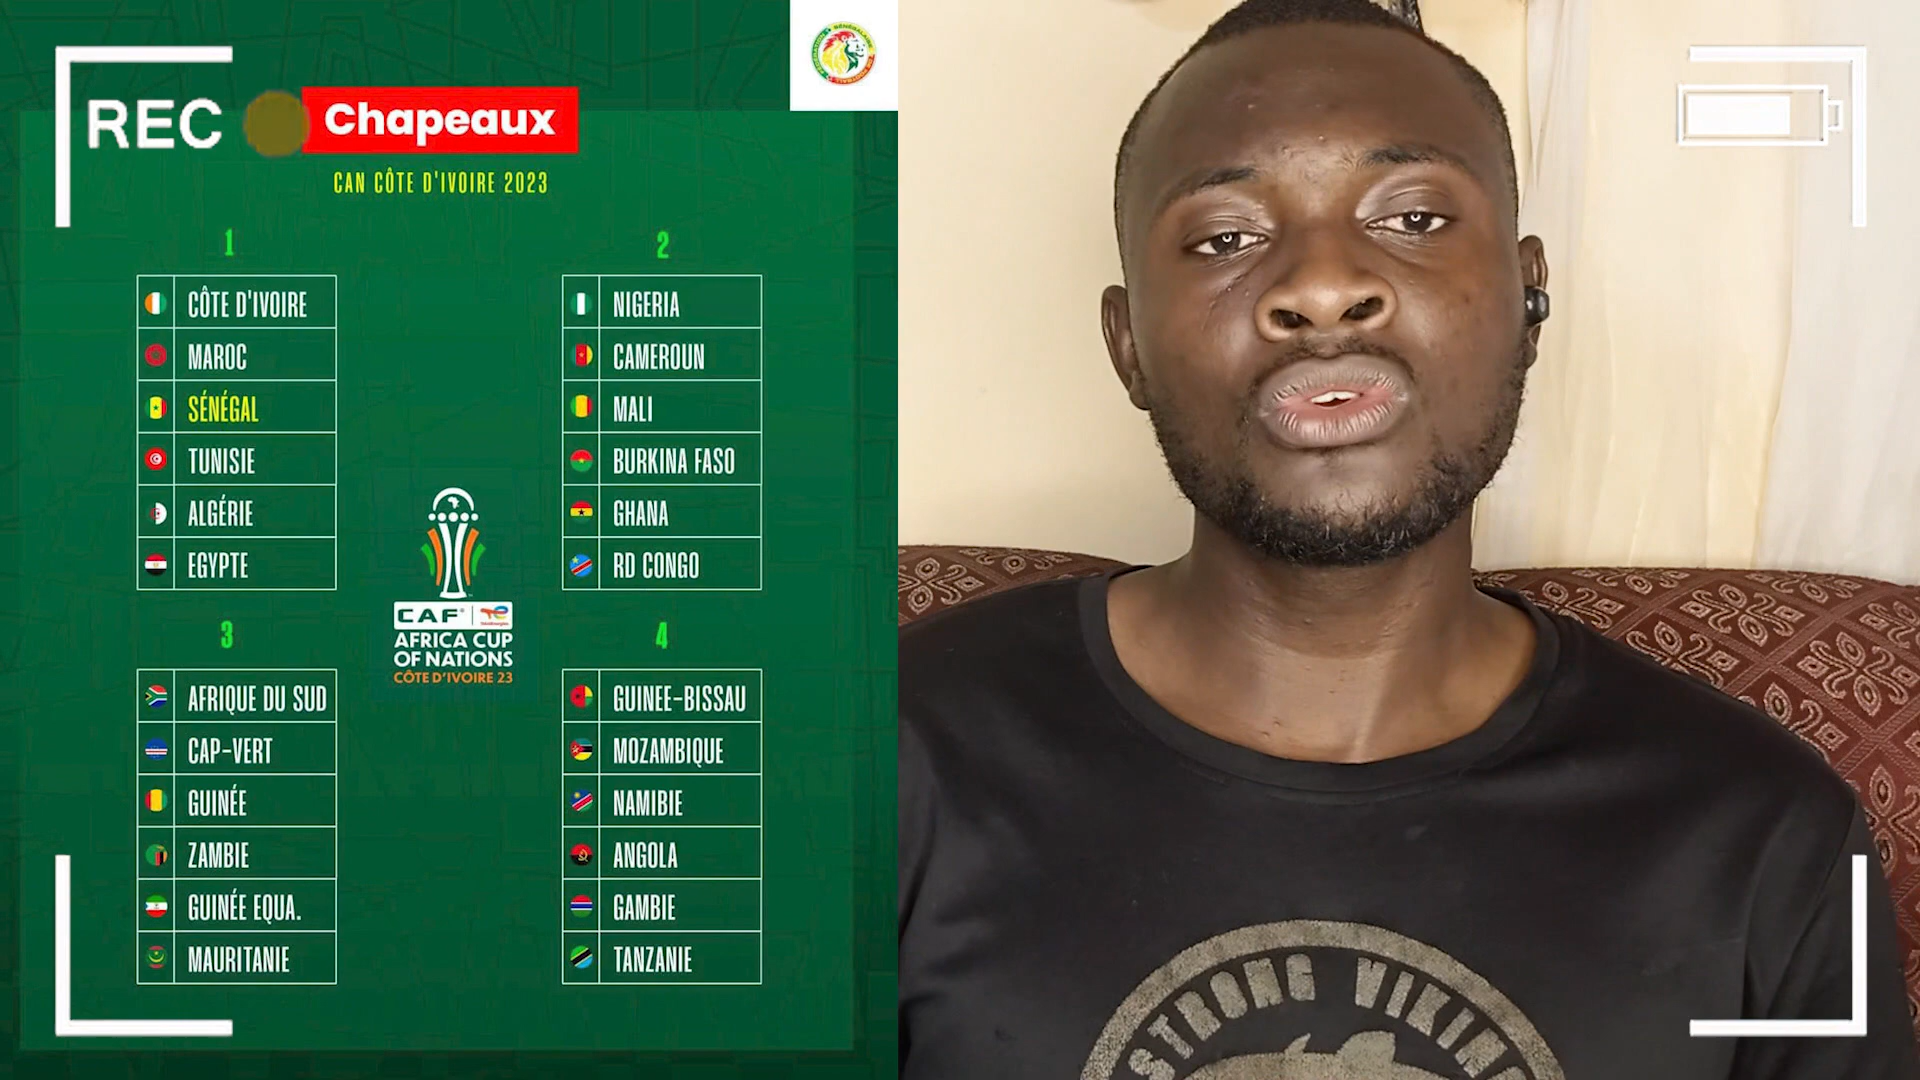 REC
Chapeaux
CAN CÔTE D'IVOIRE 2023
1
CÔTE D'IVOIRE
MAROC
SÉNÉGAL
TUNISIE
ALGÉRIE
EGYPTE
2
NIGERIA
CAMEROUN
MALI
BURKINA FASO
GHANA
RD CONGO
3
AFRIQUE DU SUD
CAP-VERT
GUINÉE
ZAMBIE
GUINÉE EQUA.
MAURITANIE
4
GUINEE-BISSAU
MOZAMBIQUE
NAMIBIE
ANGOLA
GAMBIE
TANZANIE
CAF
AFRICA CUP
OF NATIONS
CÔTE D'IVOIRE 23
STRONG VIKING